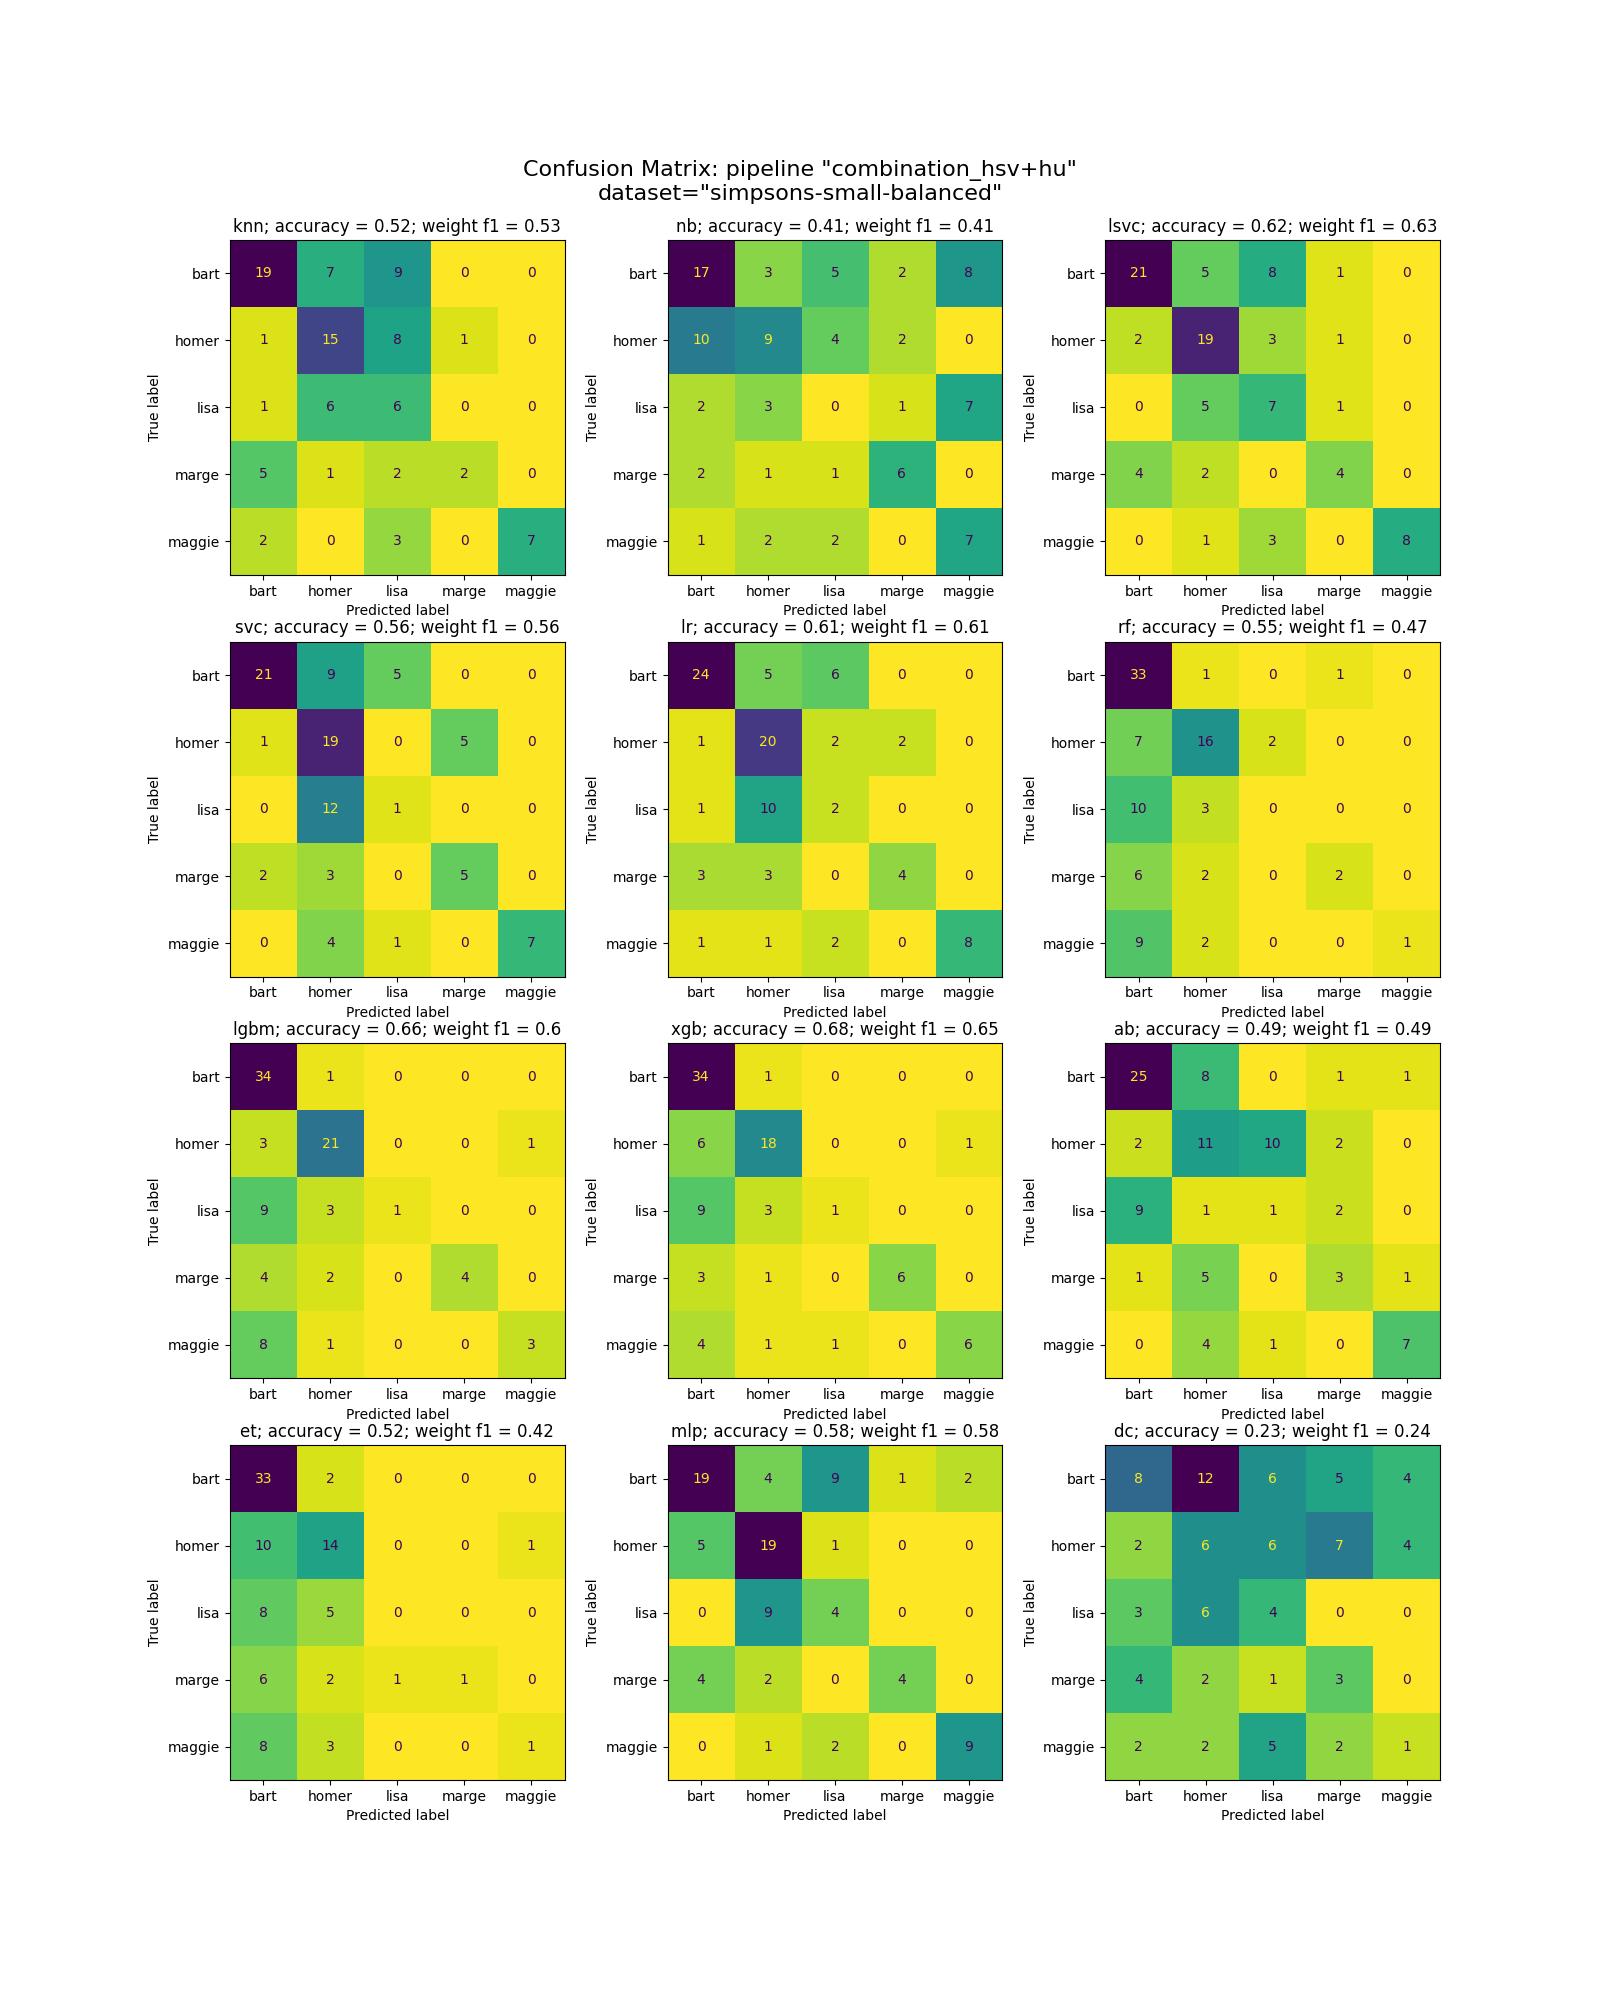 Confusion Matrix: pipeline "combination_hsv+hu"
dataset="simpsons-small-balanced"
knn; accuracy = 0.52; weight f1 = 0.53
True label
bart 19 7 9 0 0
homer 1 15 8 1 0
lisa 1 6 6 0 0
marge 5 1 2 2 0
maggie 2 0 3 0 7
bart homer lisa marge maggie
Predicted label
nb; accuracy = 0.41; weight f1 = 0.41
True label
17 3 5 2 8
10 9 4 2 0
2 3 0 1 7
2 1 1 6 0
1 2 2 0 7
bart homer lisa marge maggie
Predicted label
lsvc; accuracy = 0.62; weight f1 = 0.63
True label
21 5 8 1 0
2 19 3 1 0
0 5 7 1 0
4 2 0 4 0
0 1 3 0 8
bart homer lisa marge maggie
Predicted label
svc; accuracy = 0.56; weight f1 = 0.56
True label
bart 21 9 5 0 0
homer 1 19 0 5 0
lisa 0 12 1 0 0
marge 2 3 0 5 0
maggie 0 4 1 0 7
bart homer lisa marge maggie
Predicted label
lr; accuracy = 0.61; weight f1 = 0.61
True label
bart 24 5 6 0 0
homer 1 20 2 2 0
lisa 1 10 2 0 0
marge 3 3 0 4 0
maggie 1 1 2 0 8
bart homer lisa marge maggie
Predicted label
rf; accuracy = 0.55; weight f1 = 0.47
True label
bart 33 1 0 1 0
homer 7 16 2 0 0
lisa 10 3 0 0 0
marge 6 2 0 2 0
maggie 9 2 0 0 1
bart homer lisa marge maggie
Predicted label
lgbm; accuracy = 0.66; weight f1 = 0.6
True label
bart 34 1 0 0 0
homer 3 21 0 0 1
lisa 9 3 1 0 0
marge 4 2 0 4 0
maggie 8 1 0 0 3
bart homer lisa marge maggie
Predicted label
xgb; accuracy = 0.68; weight f1 = 0.65
True label
bart 34 1 0 0 0
homer 6 18 0 0 1
lisa 9 3 1 0 0
marge 3 1 0 6 0
maggie 4 1 1 0 6
bart homer lisa marge maggie
Predicted label
ab; accuracy = 0.49; weight f1 = 0.49
True label
bart 25 8 0 1 1
homer 2 11 10 2 0
lisa 9 1 1 2 0
marge 1 5 0 3 1
maggie 0 4 1 0 7
bart homer lisa marge maggie
Predicted label
et; accuracy = 0.52; weight f1 = 0.42
True label
bart 33 2 0 0 0
homer 10 14 0 0 1
lisa 8 5 0 0 0
marge 6 2 1 1 0
maggie 8 3 0 0 1
bart homer lisa marge maggie
Predicted label
mlp; accuracy = 0.58; weight f1 = 0.58
True label
bart 19 4 9 1 2
homer 5 19 1 0 0
lisa 0 9 4 0 0
marge 4 2 0 4 0
maggie 0 1 2 0 9
bart homer lisa marge maggie
Predicted label
dc; accuracy = 0.23; weight f1 = 0.24
True label
bart 8 12 6 5 4
homer 2 6 6 7 4
lisa 3 6 4 0 0
marge 4 2 1 3 0
maggie 2 2 5 2 1
bart homer lisa marge maggie
Predicted label